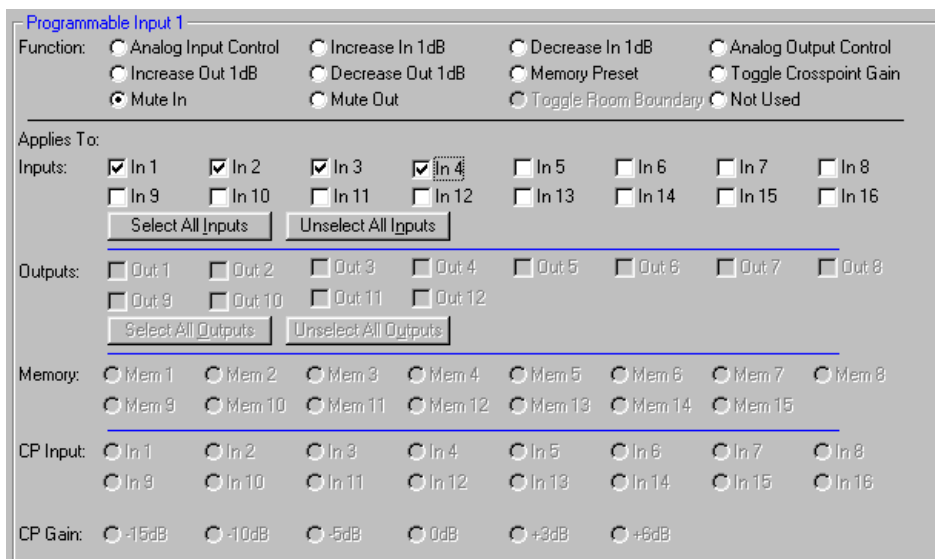 Programmable Input 1
Function: Analog Input Control Increase In 1dB Decrease In 1dB Analog Output Control
Increase Out 1dB Decrease Out 1dB Memory Preset Toggle Crosspoint Gain
Mute In Mute Out Toggle Room Boundary Not Used
Applies To:
Inputs: In 1 In 2 In 3 In 4 In 5 In 6 In 7 In 8
In 9 In 10 In 11 In 12 In 13 In 14 In 15 In 16
Select All Inputs Unselect All Inputs
Outputs: Out 1 Out 2 Out 3 Out 4 Out 5 Out 6 Out 7 Out 8
Out 9 Out 10 Out 11 Out 12
Select All Outputs Unselect All Outputs
Memory: Mem 1 Mem 2 Mem 3 Mem 4 Mem 5 Mem 6 Mem 7 Mem 8
Mem 9 Mem 10 Mem 11 Mem 12 Mem 13 Mem 14 Mem 15
CP Input: In 1 In 2 In 3 In 4 In 5 In 6 In 7 In 8
In 9 In 10 In 11 In 12 In 13 In 14 In 15 In 16
CP Gain: -15dB -10dB -5dB 0dB +3dB +6dB